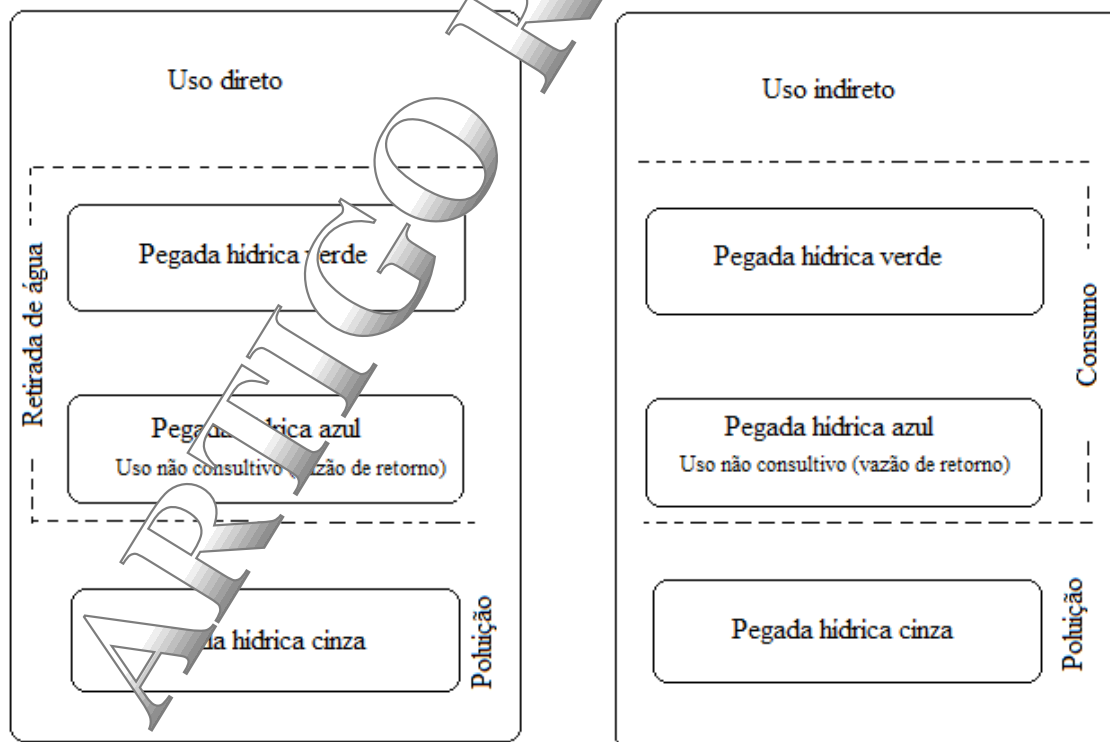 Uso direto
Retirada de água
Pegada hídrica verde
Pegada hídrica azul
Uso não consultivo (vazão de retorno)
hídrica cinza
Poluição
Uso indireto
Pegada hídrica verde
Consumo
Pegada hídrica azul
Uso não consultivo (vazão de retorno)
Pegada hídrica cinza
Poluição
ARTIGO